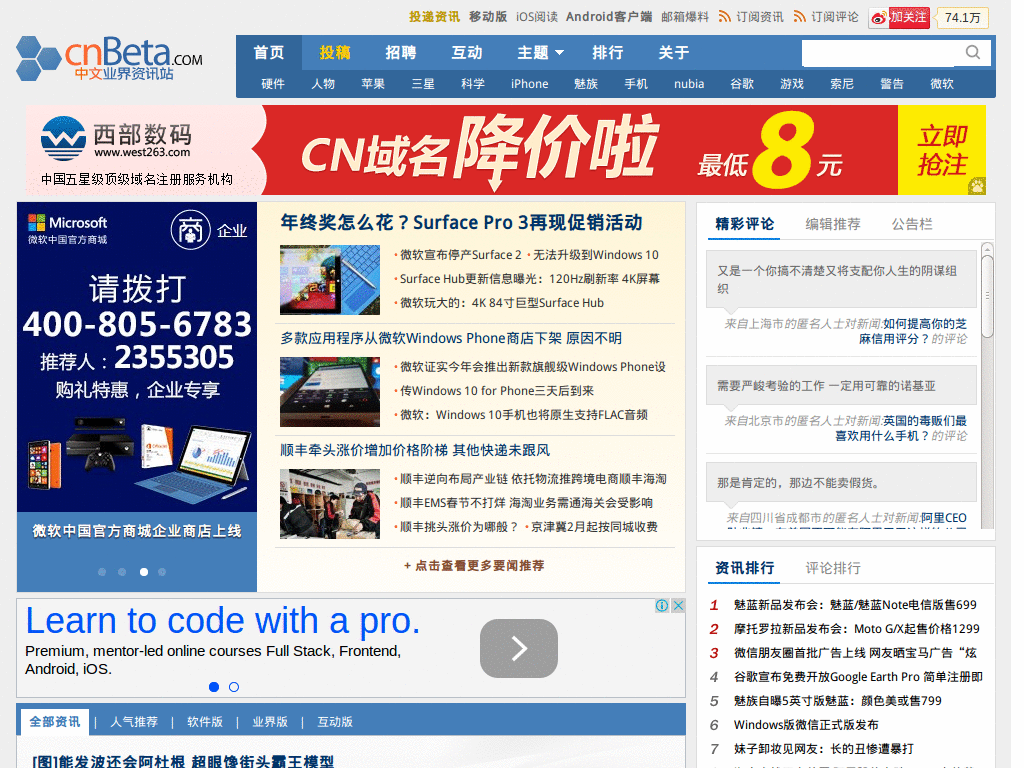 投递资讯 移动版 iOS阅读 Android客户端 邮箱爆料 订阅资讯 订阅评论 加关注 74.1万
cnBeta.COM
中文业界资讯站
首页 投稿 招聘 互动 主题 排行 关于
硬件 人物 苹果 三星 科学 iPhone 魅族 手机 nubia 谷歌 游戏 索尼 警告 微软
西部数码
www.west263.com
中国五星级顶级域名注册服务机构
CN域名降价啦 最低8元
立即
抢注
Microsoft
微软中国官方商城
商 企业
请拨打
400-805-6783
推荐人：2355305
购礼特惠，企业专享
微软中国官方商城企业商店上线
年终奖怎么花？Surface Pro 3再现促销活动
微软宣布停产Surface 2 无法升级到Windows 10
Surface Hub更新信息曝光：120Hz刷新率 4K屏幕
微软玩大的：4K 84寸巨型Surface Hub
多款应用程序从微软Windows Phone商店下架 原因不明
微软证实今年会推出新款旗舰级Windows Phone设
传Windows 10 for Phone三天后到来
微软：Windows 10手机也将原生支持FLAC音频
顺丰牵头涨价增加价格阶梯 其他快递未跟风
顺丰逆向布局产业链 依托物流推跨境电商顺丰海淘
顺丰EMS春节不打烊 海淘业务需通海关会受影响
顺丰挑头涨价为哪般？ 京津冀2月起按同城收费
+ 点击查看更多要闻推荐
精彩评论 编辑推荐 公告栏
又是一个你搞不清楚又将支配你人生的阴谋组
织
来自上海市的匿名人士对新闻:如何提高你的芝
麻信用评分？的评论
需要严峻考验的工作 一定用可靠的诺基亚
来自北京市的匿名人士对新闻:英国的毒贩们最
喜欢用什么手机？的评论
那是肯定的，那边不能卖假货。
来自四川省成都市的匿名人士对新闻:阿里CEO
资讯排行 评论排行
1 魅蓝新品发布会：魅蓝/魅蓝Note电信版售699
2 摩托罗拉新品发布会：Moto G/X起售价格1299
3 微信朋友圈首批广告上线 网友晒宝马广告“炫
4 谷歌宣布免费开放Google Earth Pro 简单注册即
5 魅族自曝5英寸版魅蓝：颜色美或售799
6 Windows版微信正式版发布
7 妹子卸妆见网友：长的丑惨遭暴打
Learn to code with a pro.
Premium, mentor-led online courses Full Stack, Frontend,
Android, iOS.
全部资讯 | 人气推荐 | 软件版 | 业界版 | 互动版
[图]能发波还会阿杜根 超眼馋街头霸王模型